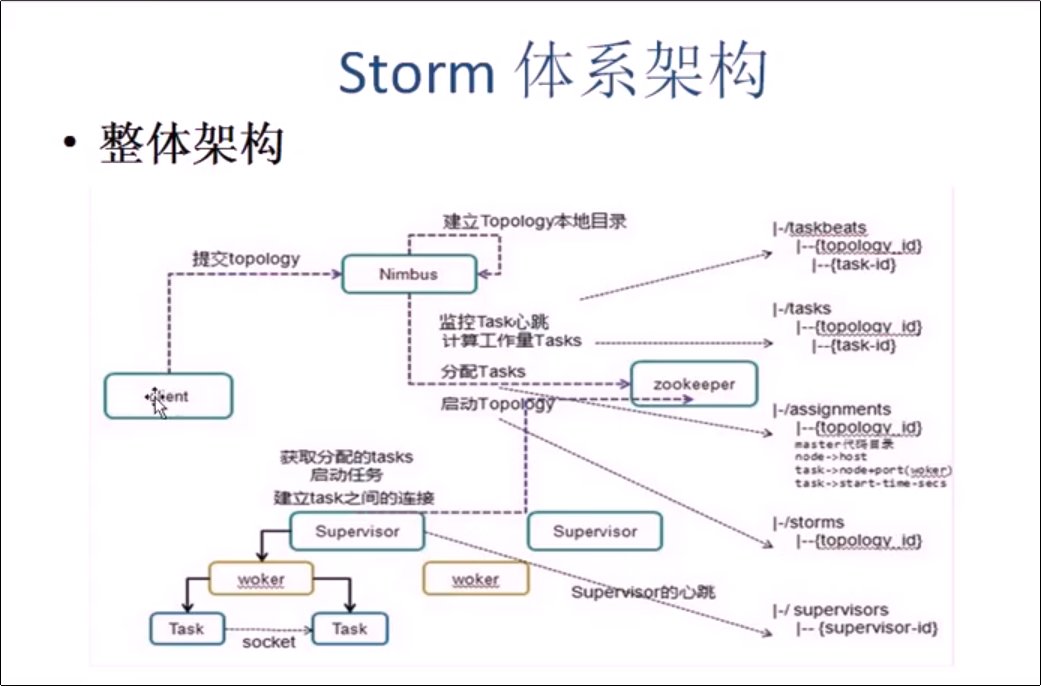 Storm 体系架构
• 整体架构
建立Topology本地目录
提交topology
Nimbus
监控Task心跳
计算工作量Tasks
分配Tasks
启动Topology
zookeeper
获取分配的tasks
启动任务
建立task之间的连接
Supervisor
Supervisor
woker
woker
Supervisor的心跳
Task
Task
socket
|-/taskbeats
|--{topology_id}
|--{task-id}
|-/tasks
|--{topology_id}
|--{task-id}
|-/assignments
|--{topology_id}
master代码目录
node->host
task->node+port(woker)
task->start-time-secs
|-/storms
|--{topology_id}
|-/ supervisors
|-- {supervisor-id}